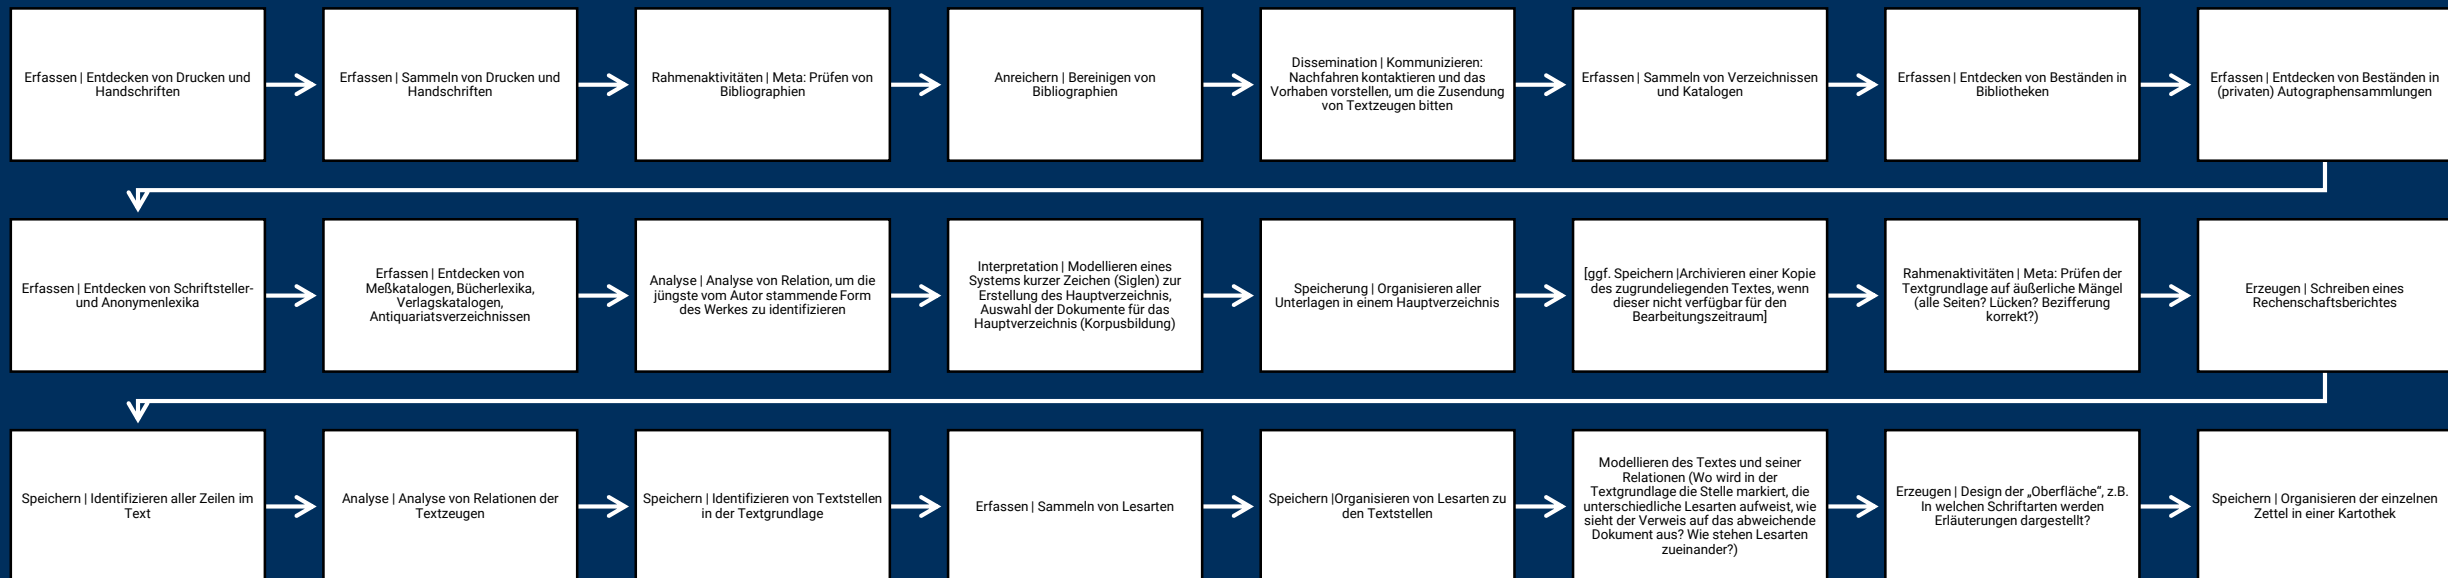 Erfassen | Entdecken von Drucken und
Handschriften
Erfassen | Sammeln von Drucken und
Handschriften
Rahmenaktivitäten | Meta: Prüfen von
Bibliographien
Anreichern | Bereinigen von
Bibliographien
Dissemination | Kommunizieren:
Nachfahren kontaktieren und das
Vorhaben vorstellen, um die Zusendung
von Textzeugen bitten
Erfassen | Sammeln von Verzeichnissen
und Katalogen
Erfassen | Entdecken von Beständen in
Bibliotheken
Erfassen | Entdecken von Beständen in
(privaten) Autographensammlungen
Erfassen | Entdecken von Schriftsteller-
und Anonymenlexika
Erfassen | Entdecken von
Meßkatalogen, Bücherlexika,
Verlagskatalogen,
Antiquariatsverzeichnissen
Analyse | Analyse von Relation, um die
jüngste vom Autor stammende Form
des Werkes zu identifizieren
Interpretation | Modellieren eines
Systems kurzer Zeichen (Siglen) zur
Erstellung des Hauptverzeichnis,
Auswahl der Dokumente für das
Hauptverzeichnis (Korpusbildung)
Speicherung | Organisieren aller
Unterlagen in einem Hauptverzeichnis
[ggf. Speichern |Archivieren einer Kopie
des zugrundeliegenden Textes, wenn
dieser nicht verfügbar für den
Bearbeitungszeitraum]
Rahmenaktivitäten | Meta: Prüfen der
Textgrundlage auf äußerliche Mängel
(alle Seiten? Lücken? Bezifferung
korrekt?)
Erzeugen | Schreiben eines
Rechenschaftsberichtes
Speichern | Identifizieren aller Zeilen im
Text
Analyse | Analyse von Relationen der
Textzeugen
Speichern | Identifizieren von Textstellen
in der Textgrundlage
Erfassen | Sammeln von Lesarten
Speichern |Organisieren von Lesarten zu
den Textstellen
Modellieren des Textes und seiner
Relationen (Wo wird in der
Textgrundlage die Stelle markiert, die
unterschiedliche Lesarten aufweist, wie
sieht der Verweis auf das abweichende
Dokument aus? Wie stehen Lesarten
zueinander?)
Erzeugen | Design der „Oberfläche“, z.B.
In welchen Schriftarten werden
Erläuterungen dargestellt?
Speichern | Organisieren der einzelnen
Zettel in einer Kartothek